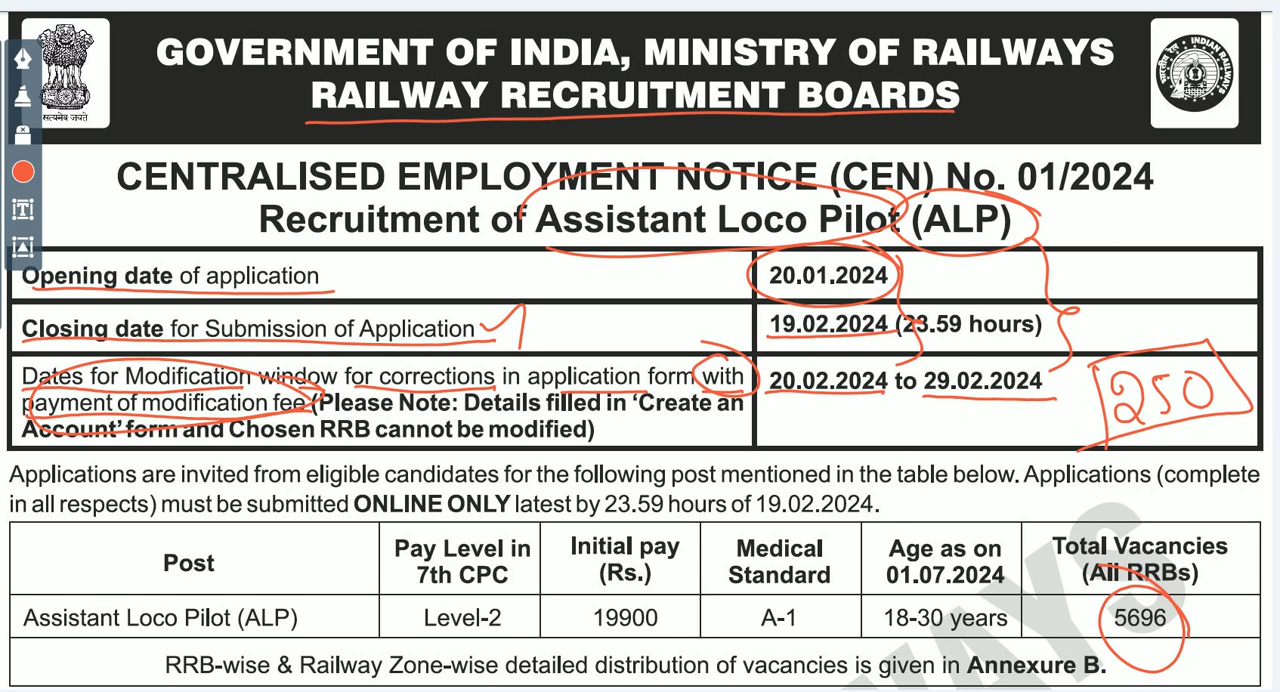 GOVERNMENT OF INDIA, MINISTRY OF RAILWAYS
RAILWAY RECRUITMENT BOARDS
सत्यमेव जयते
INDIAN RAILWAYS
भारतीय रेल
CENTRALISED EMPLOYMENT NOTICE (CEN) No. 01/2024
Recruitment of Assistant Loco Pilot (ALP)
Opening date of application 20.01.2024
Closing date for Submission of Application 19.02.2024 (23.59 hours)
Dates for Modification window for corrections in application form with
payment of modification fee (Please Note: Details filled in ‘Create an
Account’ form and Chosen RRB cannot be modified)
20.02.2024 to 29.02.2024
250
Applications are invited from eligible candidates for the following post mentioned in the table below. Applications (complete
in all respects) must be submitted ONLINE ONLY latest by 23.59 hours of 19.02.2024.
Post Pay Level in 7th CPC Initial pay (Rs.) Medical Standard Age as on 01.07.2024 Total Vacancies (All RRBs)
Assistant Loco Pilot (ALP) Level-2 19900 A-1 18-30 years 5696
RRB-wise & Railway Zone-wise detailed distribution of vacancies is given in Annexure B.
WAYS